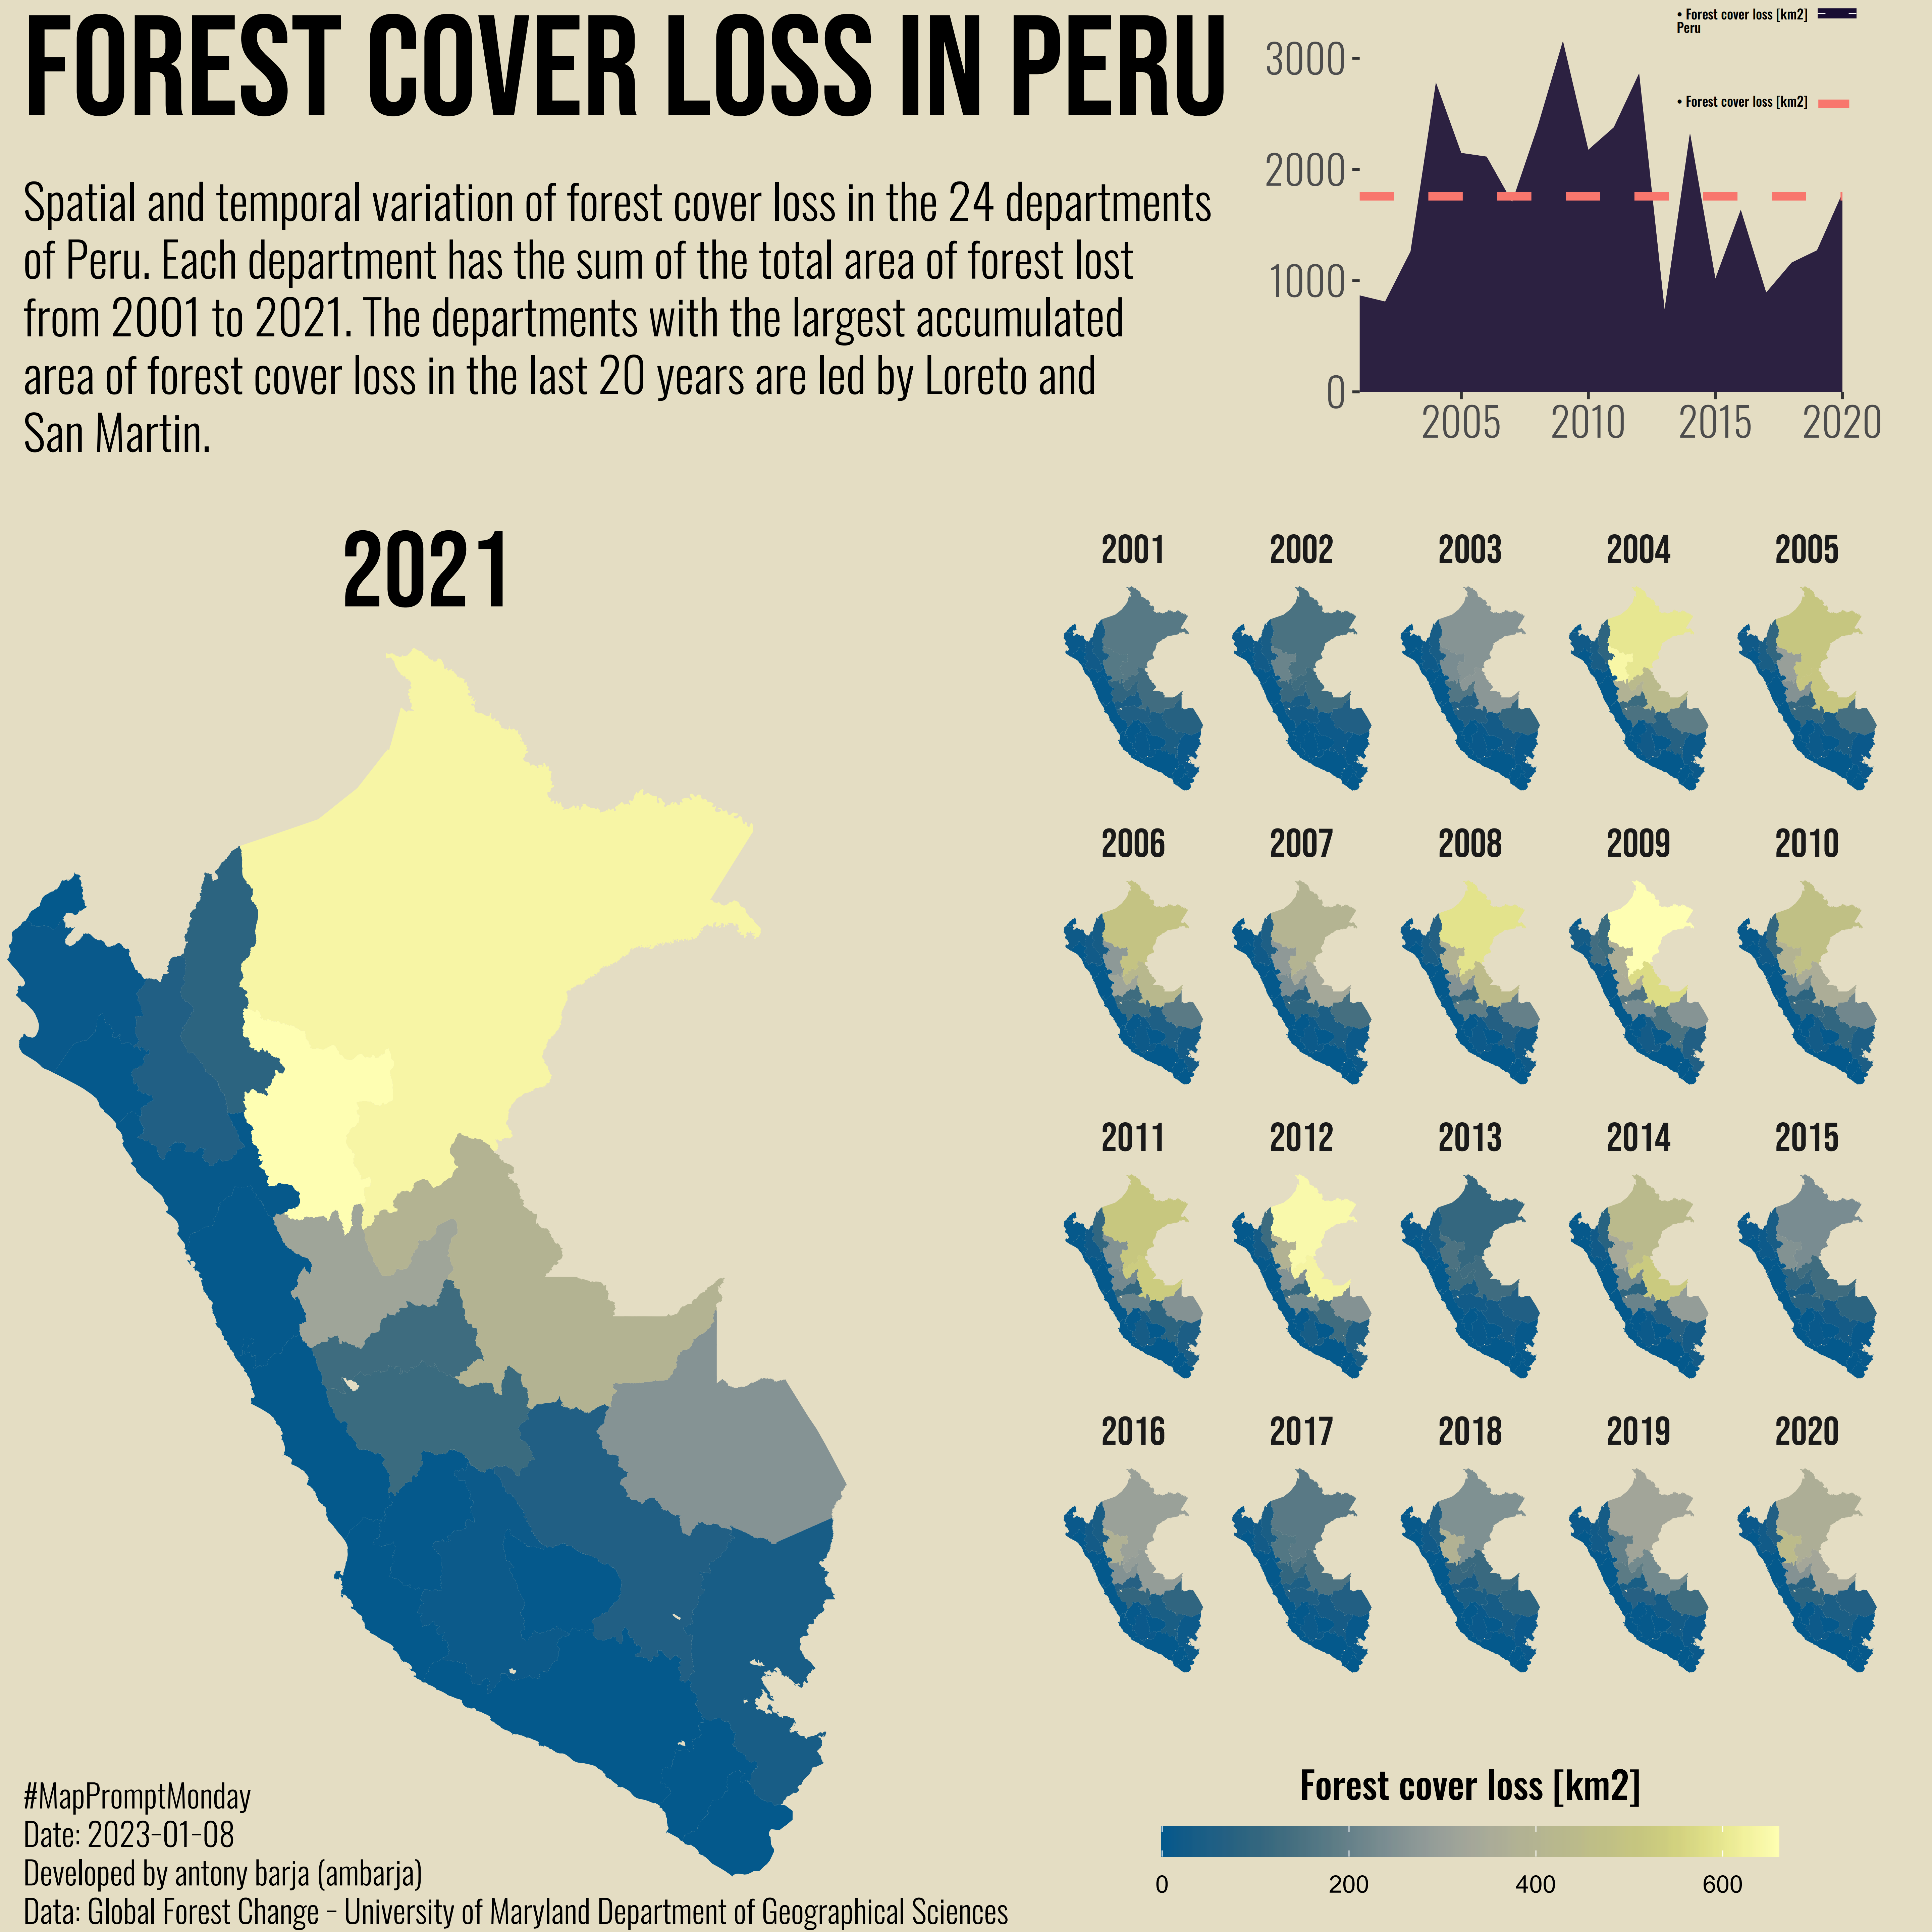 FOREST COVER LOSS IN PERU
Spatial and temporal variation of forest cover loss in the 24 departments
of Peru. Each department has the sum of the total area of forest lost
from 2001 to 2021. The departments with the largest accumulated
area of forest cover loss in the last 20 years are led by Loreto and
San Martin.
• Forest cover loss [km2]
Peru
• Forest cover loss [km2]
3000
2000
1000
0
2005 2010 2015 2020
2021
2001 2002 2003 2004 2005
2006 2007 2008 2009 2010
2011 2012 2013 2014 2015
2016 2017 2018 2019 2020
Forest cover loss [km2]
0 200 400 600
#MapPromptMonday
Date: 2023-01-08
Developed by antony barja (ambarja)
Data: Global Forest Change - University of Maryland Department of Geographical Sciences